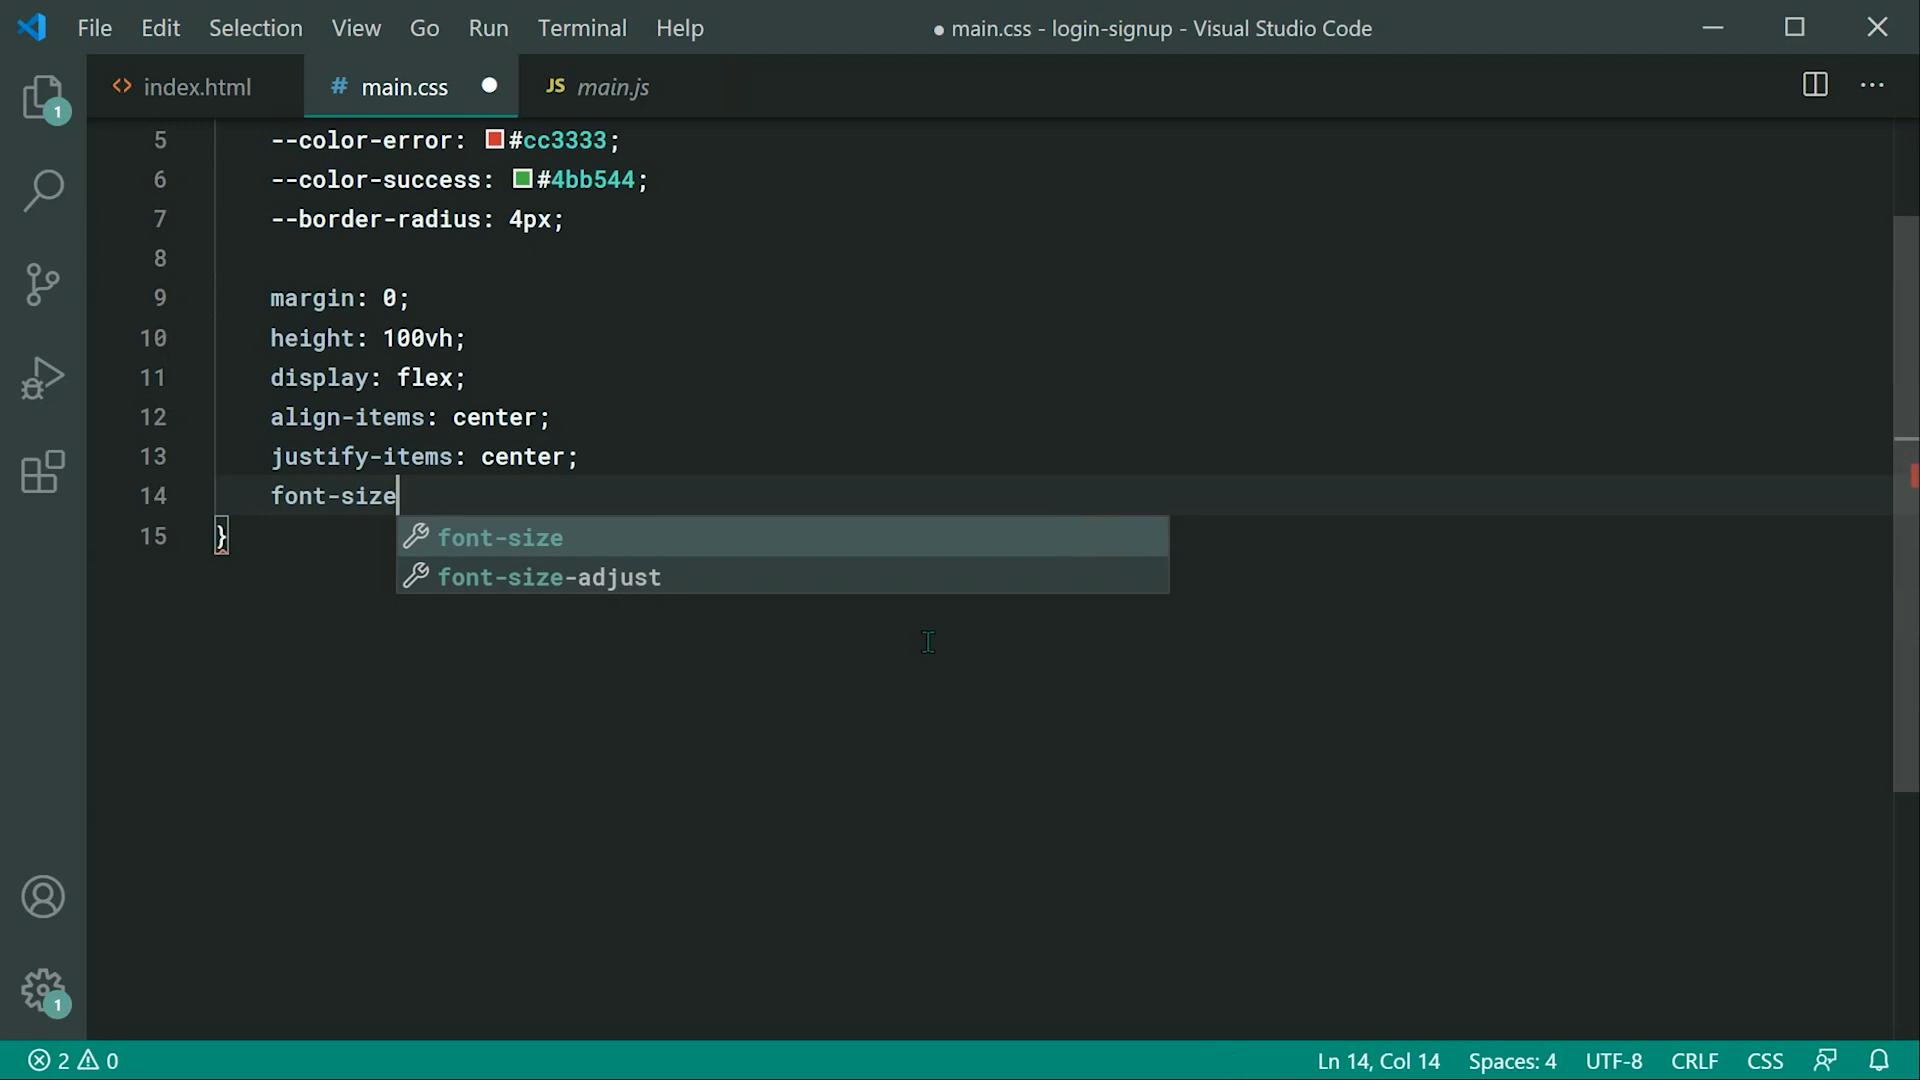 File Edit Selection View Go Run Terminal Help ● main.css - login-signup - Visual Studio Code
<> index.html # main.css ● JS main.js ...
1
5 --color-error: #cc3333;
6 --color-success: #4bb544;
7 --border-radius: 4px;
8
9 margin: 0;
10 height: 100vh;
11 display: flex;
12 align-items: center;
13 justify-items: center;
14 font-size
15 }
font-size
font-size-adjust
1
2 0 Ln 14, Col 14 Spaces: 4 UTF-8 CRLF CSS